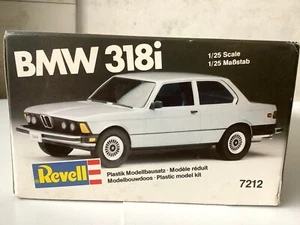 BMW 318i
1/25 Scale
1/25 Maßstab
Revell
Plastik Modellbausatz · Modèle réduit
Modelbouwdoos · Plastic model kit
7212